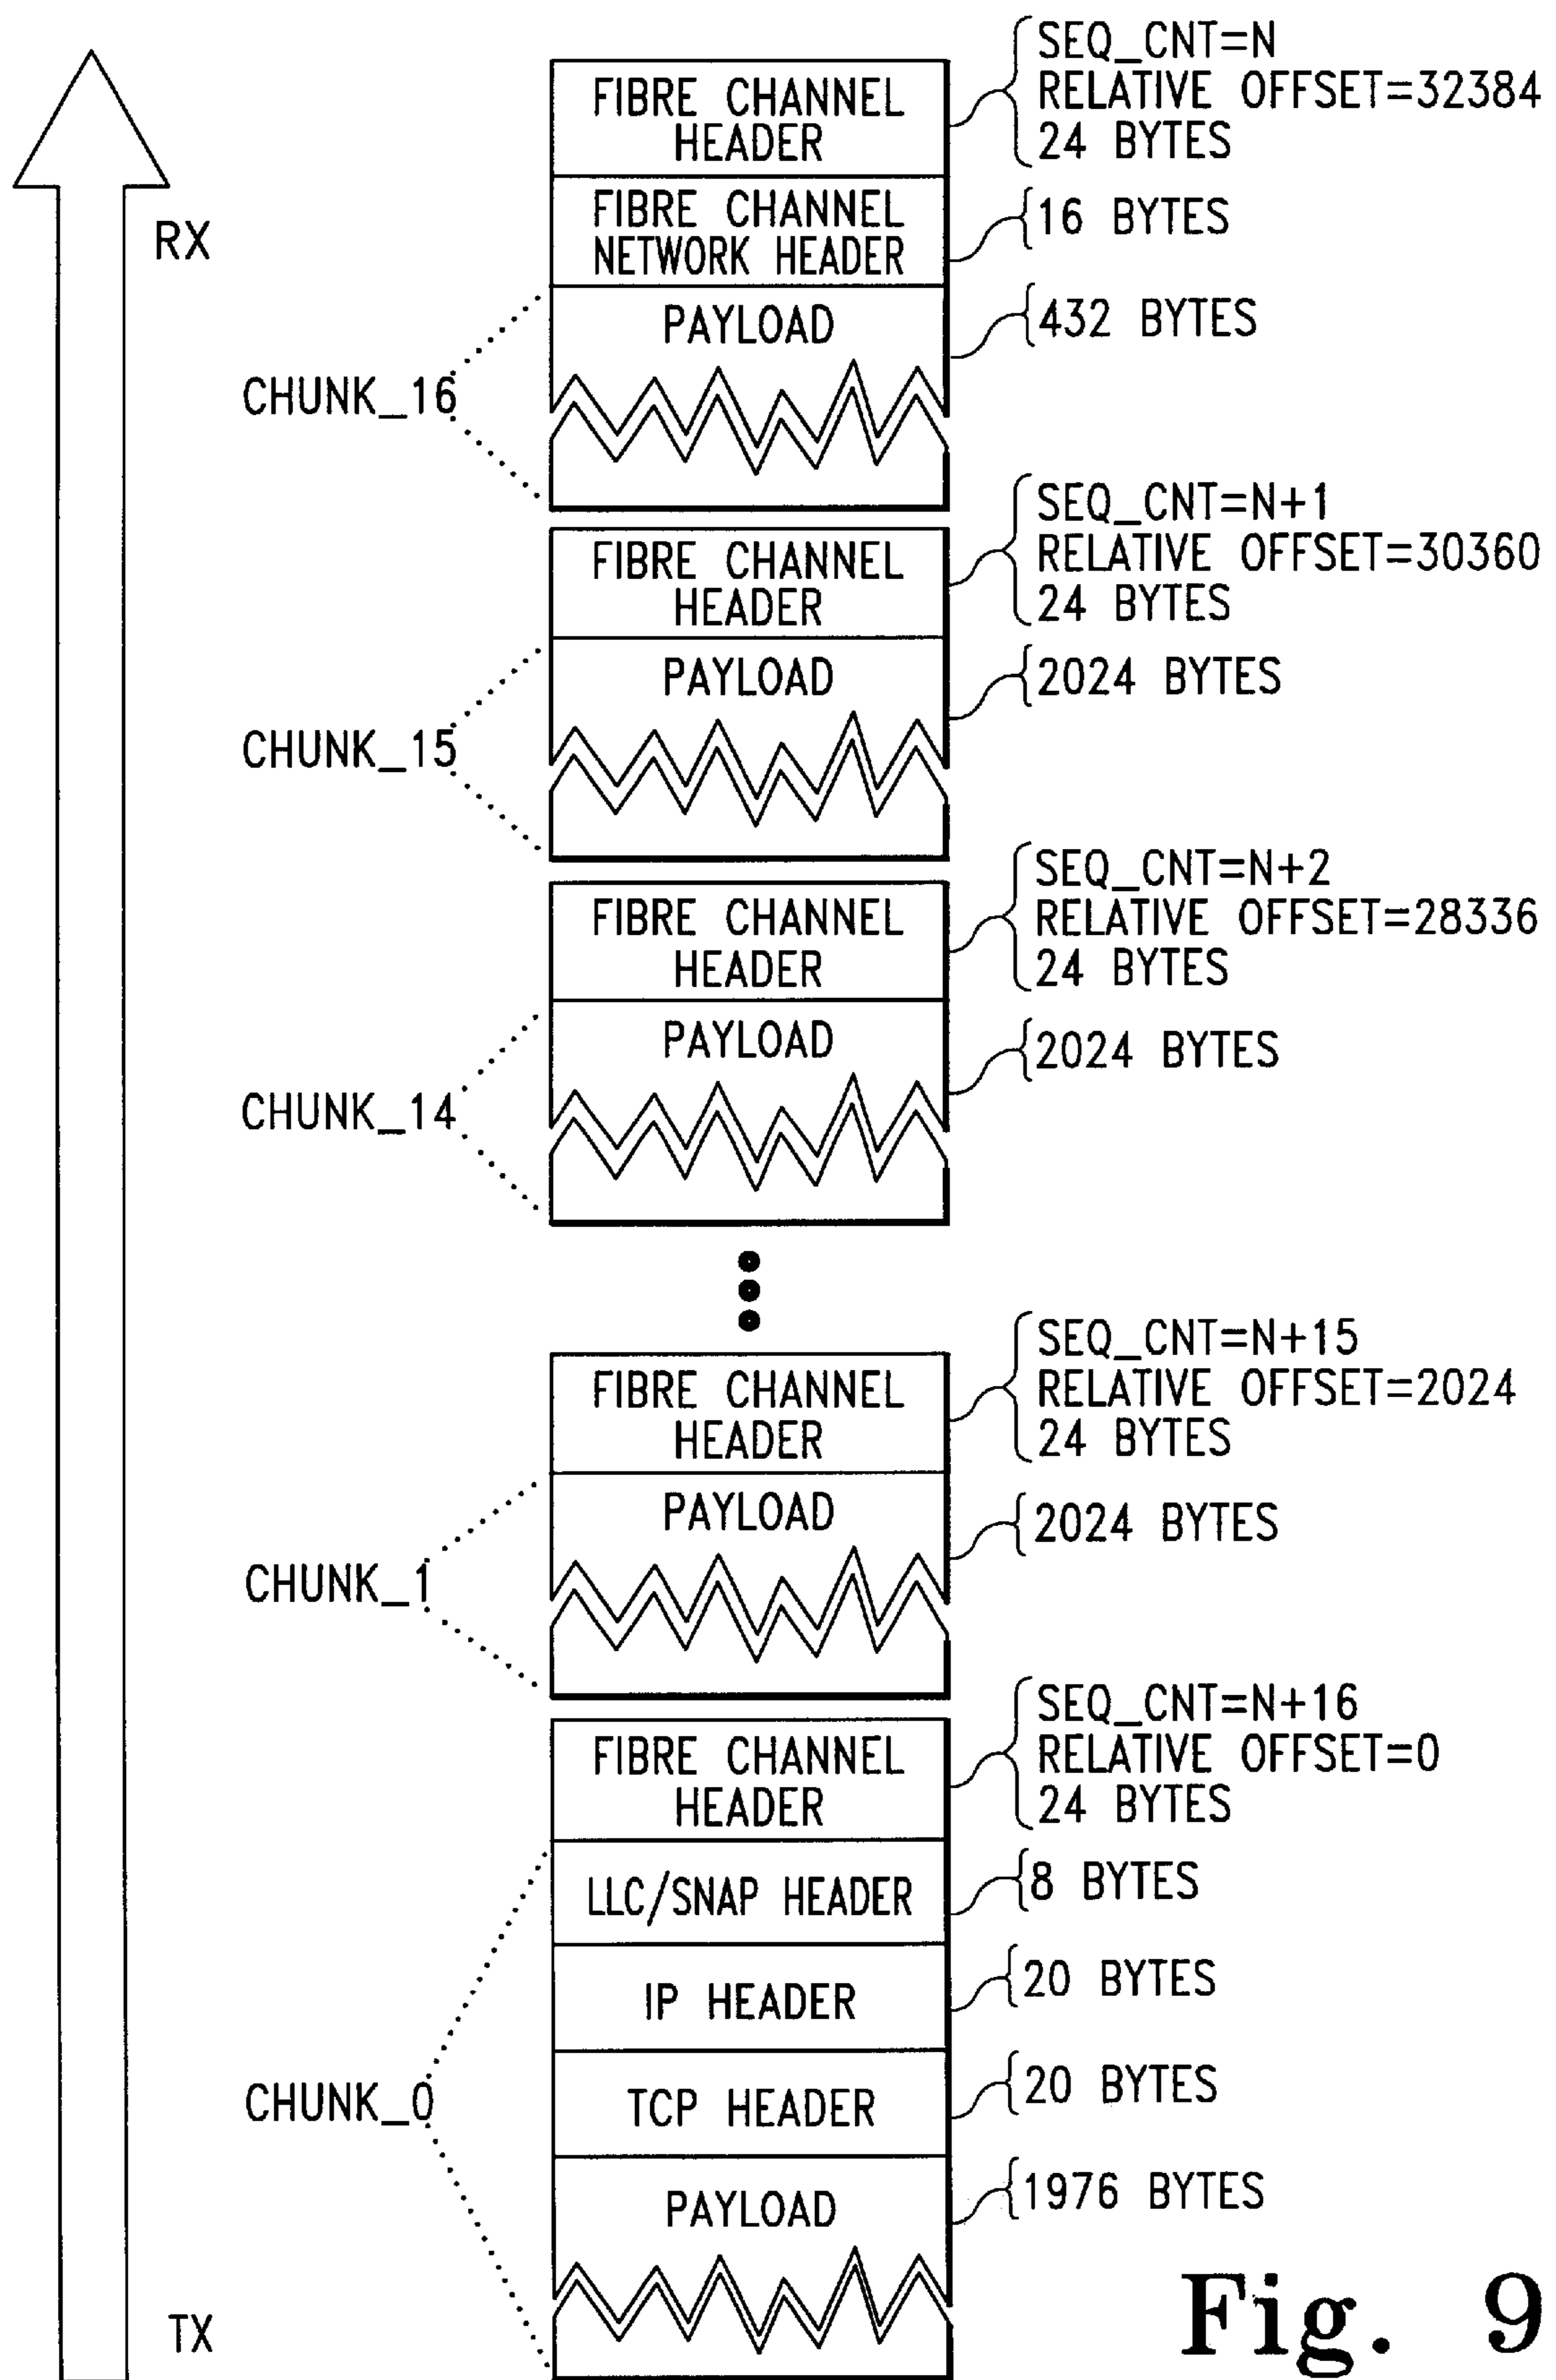 SEQ_CNT=N
RELATIVE OFFSET=32384
24 BYTES
FIBRE CHANNEL
HEADER
RX
FIBRE CHANNEL
NETWORK HEADER
16 BYTES
PAYLOAD
432 BYTES
CHUNK_16
SEQ_CNT=N+1
RELATIVE OFFSET=30360
24 BYTES
FIBRE CHANNEL
HEADER
PAYLOAD
2024 BYTES
CHUNK_15
SEQ_CNT=N+2
RELATIVE OFFSET=28336
24 BYTES
FIBRE CHANNEL
HEADER
PAYLOAD
2024 BYTES
CHUNK_14
SEQ_CNT=N+15
RELATIVE OFFSET=2024
24 BYTES
FIBRE CHANNEL
HEADER
PAYLOAD
2024 BYTES
CHUNK_1
SEQ_CNT=N+16
RELATIVE OFFSET=0
24 BYTES
FIBRE CHANNEL
HEADER
LLC/SNAP HEADER
8 BYTES
IP HEADER
20 BYTES
CHUNK_0
TCP HEADER
20 BYTES
PAYLOAD
1976 BYTES
TX
Fig. 9